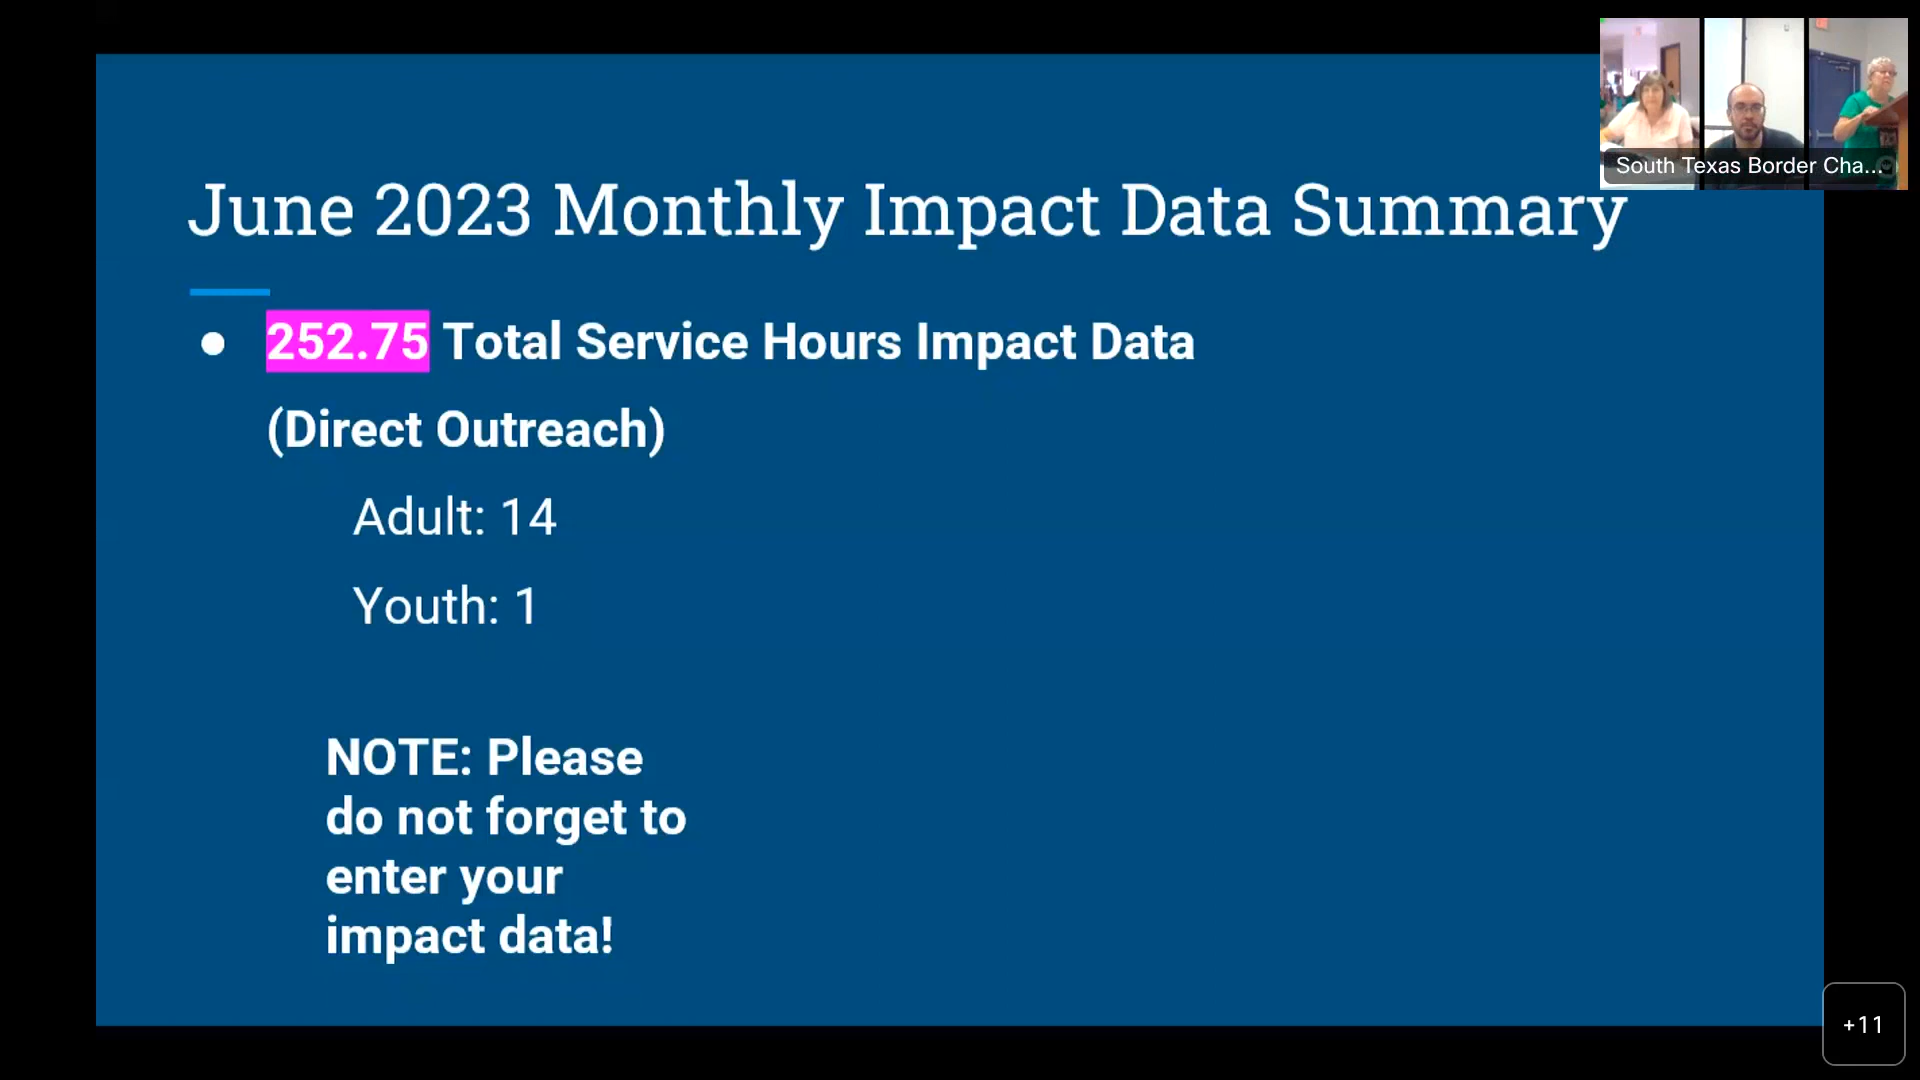 South Texas Border Cha...
June 2023 Monthly Impact Data Summary
● 252.75 Total Service Hours Impact Data
(Direct Outreach)
Adult: 14
Youth: 1
NOTE: Please
do not forget to
enter your
impact data!
+11